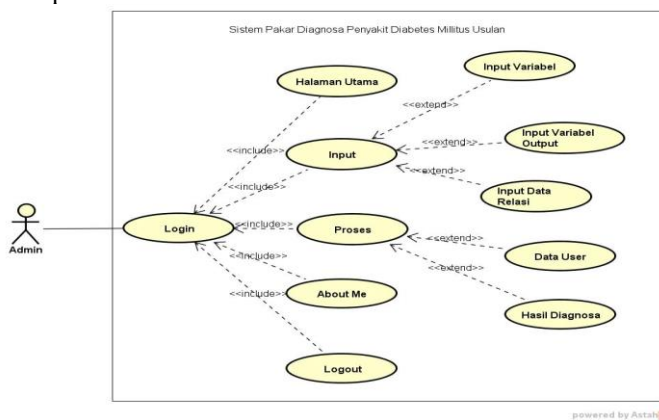 Sistem Pakar Diagnosa Penyakit Diabetes Millitus Usulan
Halaman Utama
Input Variabel
<<extend>>
<<include>>
Input
<<extend>>
Input Variabel
Output
<<include>>
<<extend>>
Input Data
Relasi
Admin
Login
<<include>>
Proses
<<extend>>
Data User
<<include>>
<<extend>>
<<include>>
About Me
Hasil Diagnosa
Logout
powered by Astah